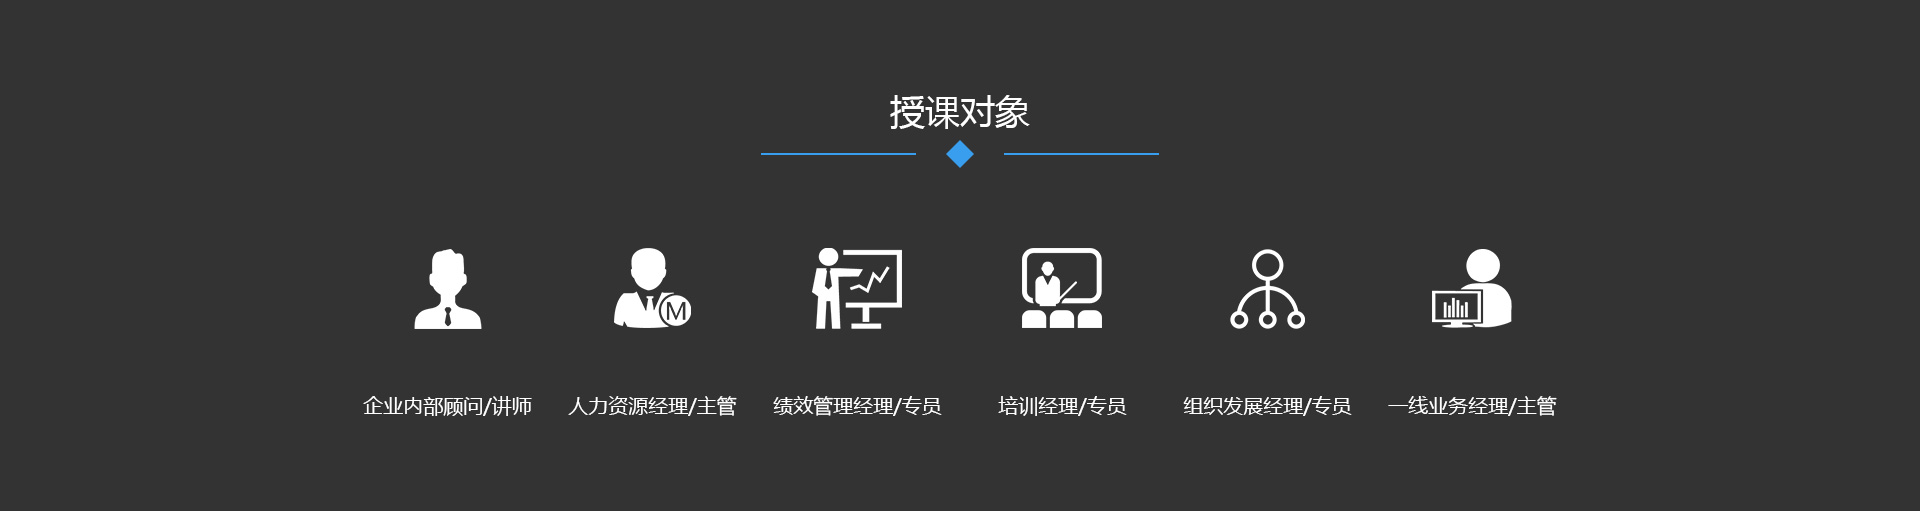 授课对象
M
企业内部顾问/讲师 人力资源经理/主管 绩效管理经理/专员 培训经理/专员 组织发展经理/专员 一线业务经理/主管